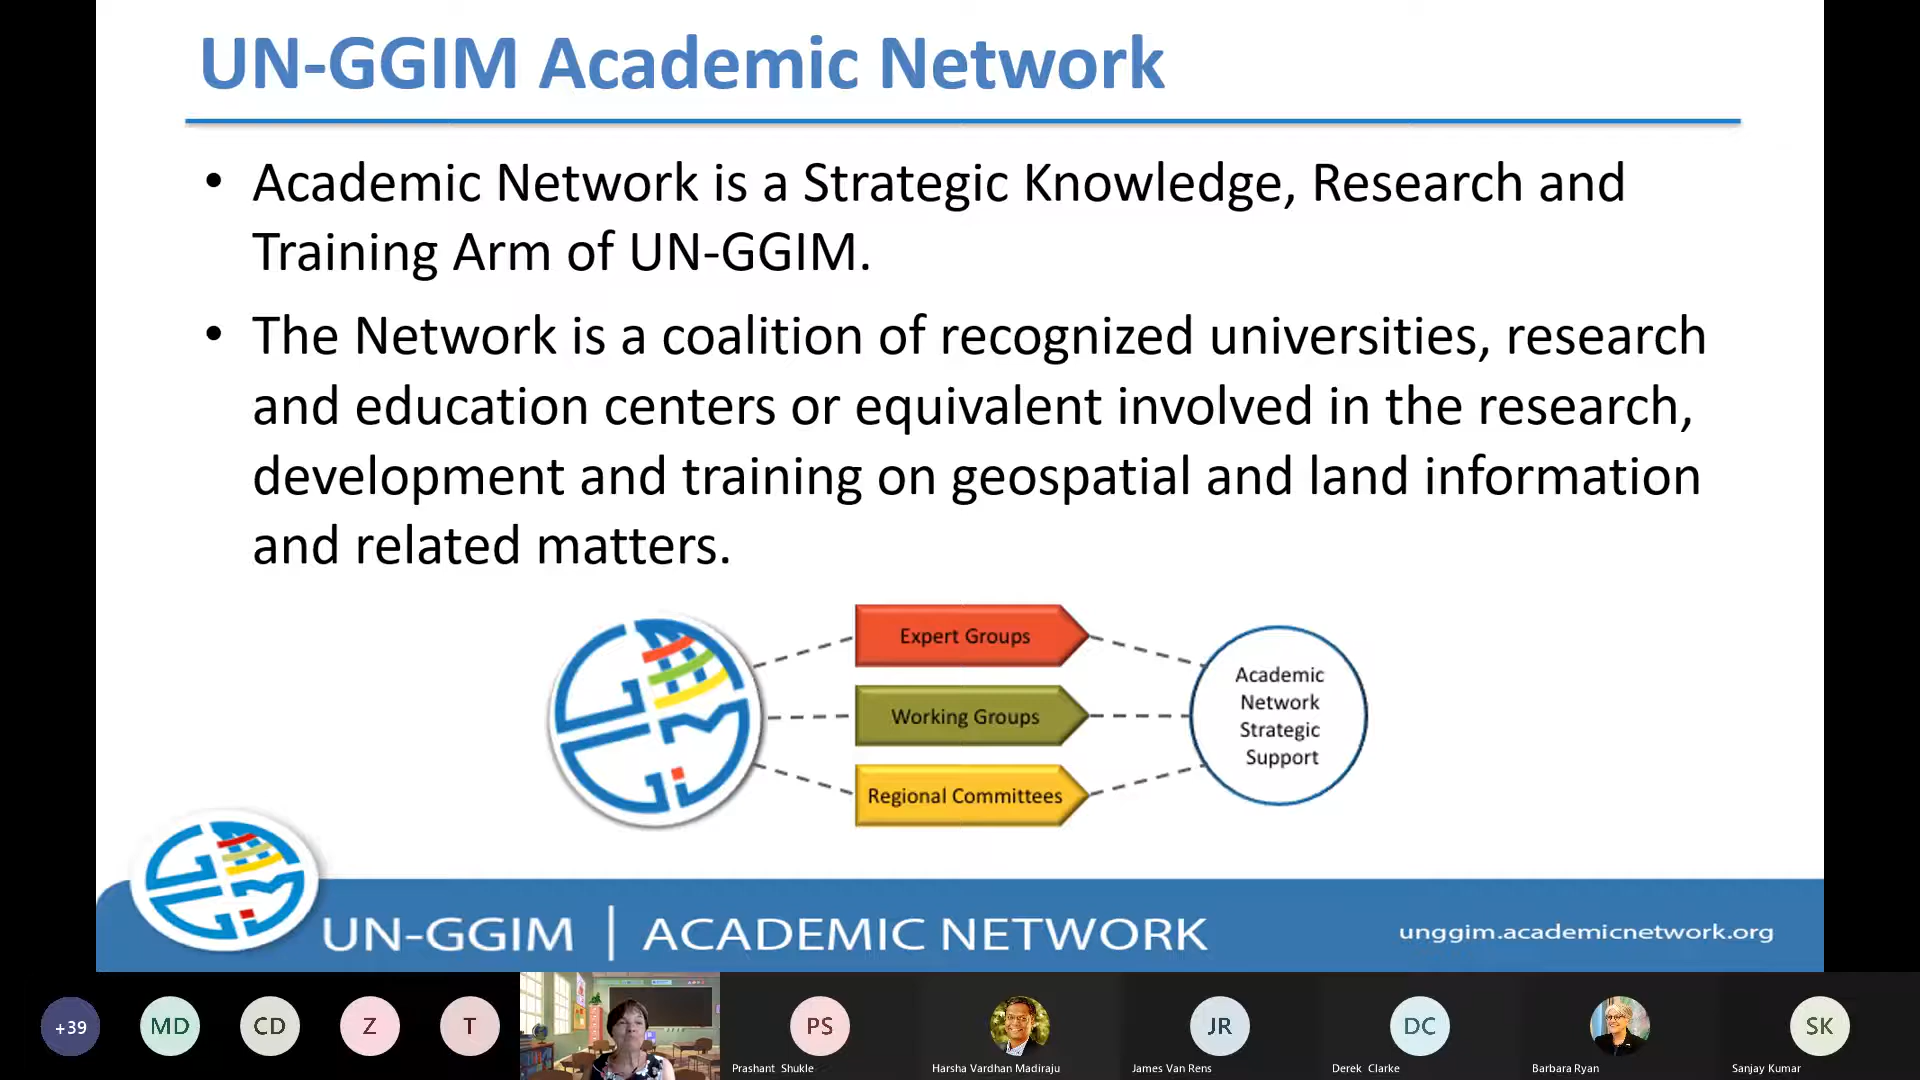 UN-GGIM Academic Network
• Academic Network is a Strategic Knowledge, Research and
Training Arm of UN-GGIM.
• The Network is a coalition of recognized universities, research
and education centers or equivalent involved in the research,
development and training on geospatial and land information
and related matters.
Expert Groups
Working Groups
Regional Committees
Academic
Network
Strategic
Support
UN-GGIM | ACADEMIC NETWORK
unggim.academicnetwork.org
+39
MD
CD
Z
T
PS
JR
DC
SK
Prashant Shukle
Harsha Vardhan Madiraju
James Van Rens
Derek Clarke
Barbara Ryan
Sanjay Kumar